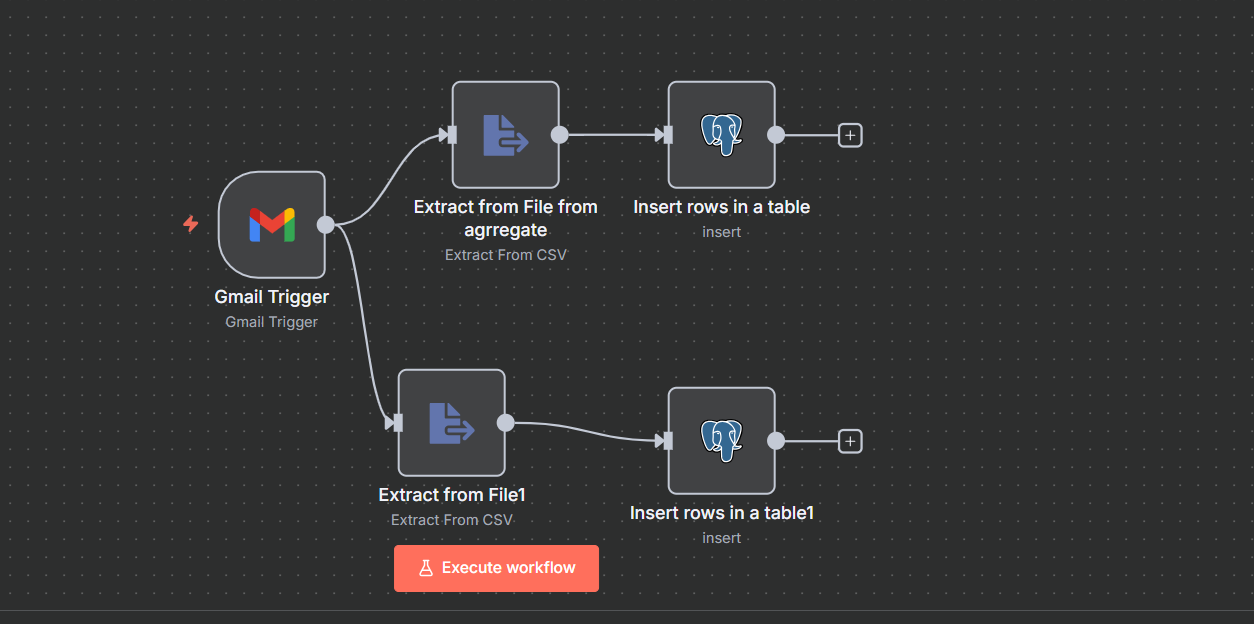 Extract from File from
agrregate
Extract From CSV
Insert rows in a table
insert
Gmail Trigger
Gmail Trigger
Extract from File1
Extract From CSV
Insert rows in a table1
insert
Execute workflow